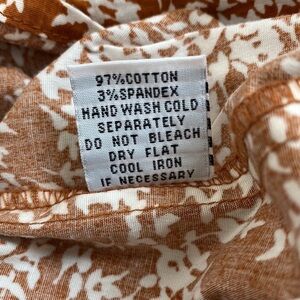 97%COTTON
3%SPANDEX
HAND WASH COLD
SEPARATELY
DO NOT BLEACH
DRY FLAT
COOL IRON
IF NECESSARY